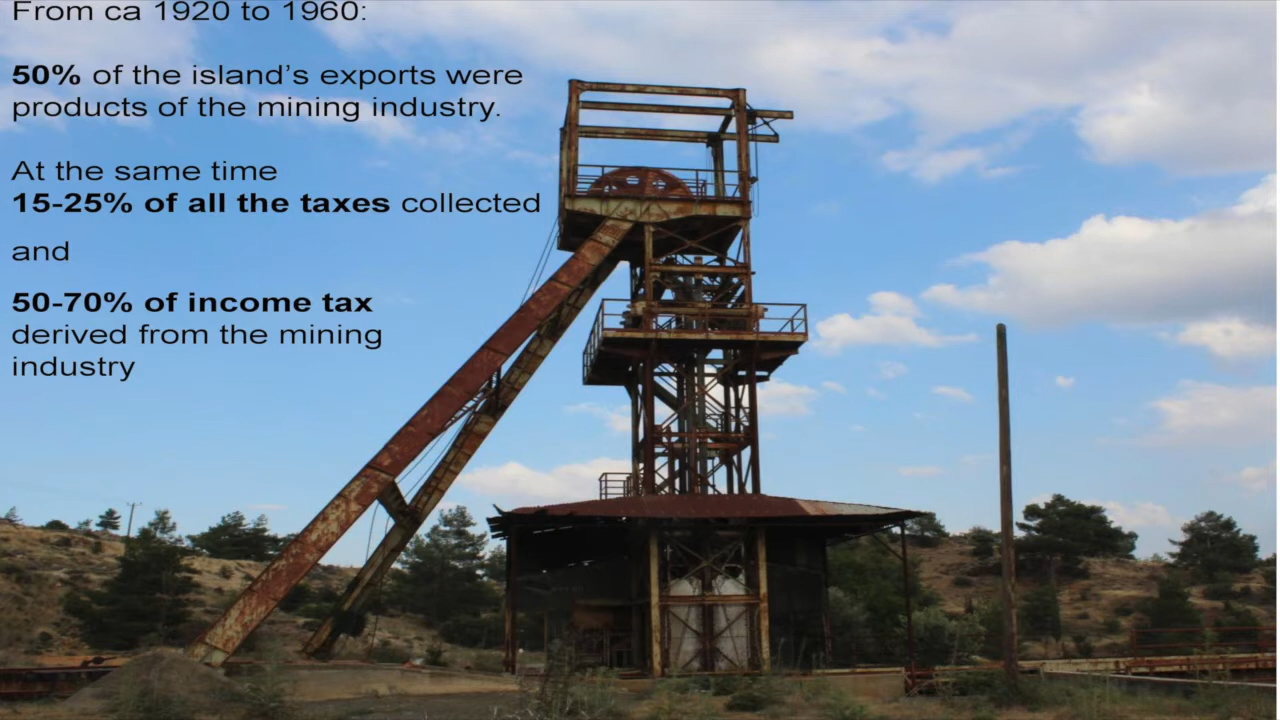 From ca 1920 to 1960:
50% of the island's exports were
products of the mining industry.
At the same time
15-25% of all the taxes collected
and
50-70% of income tax
derived from the mining
industry